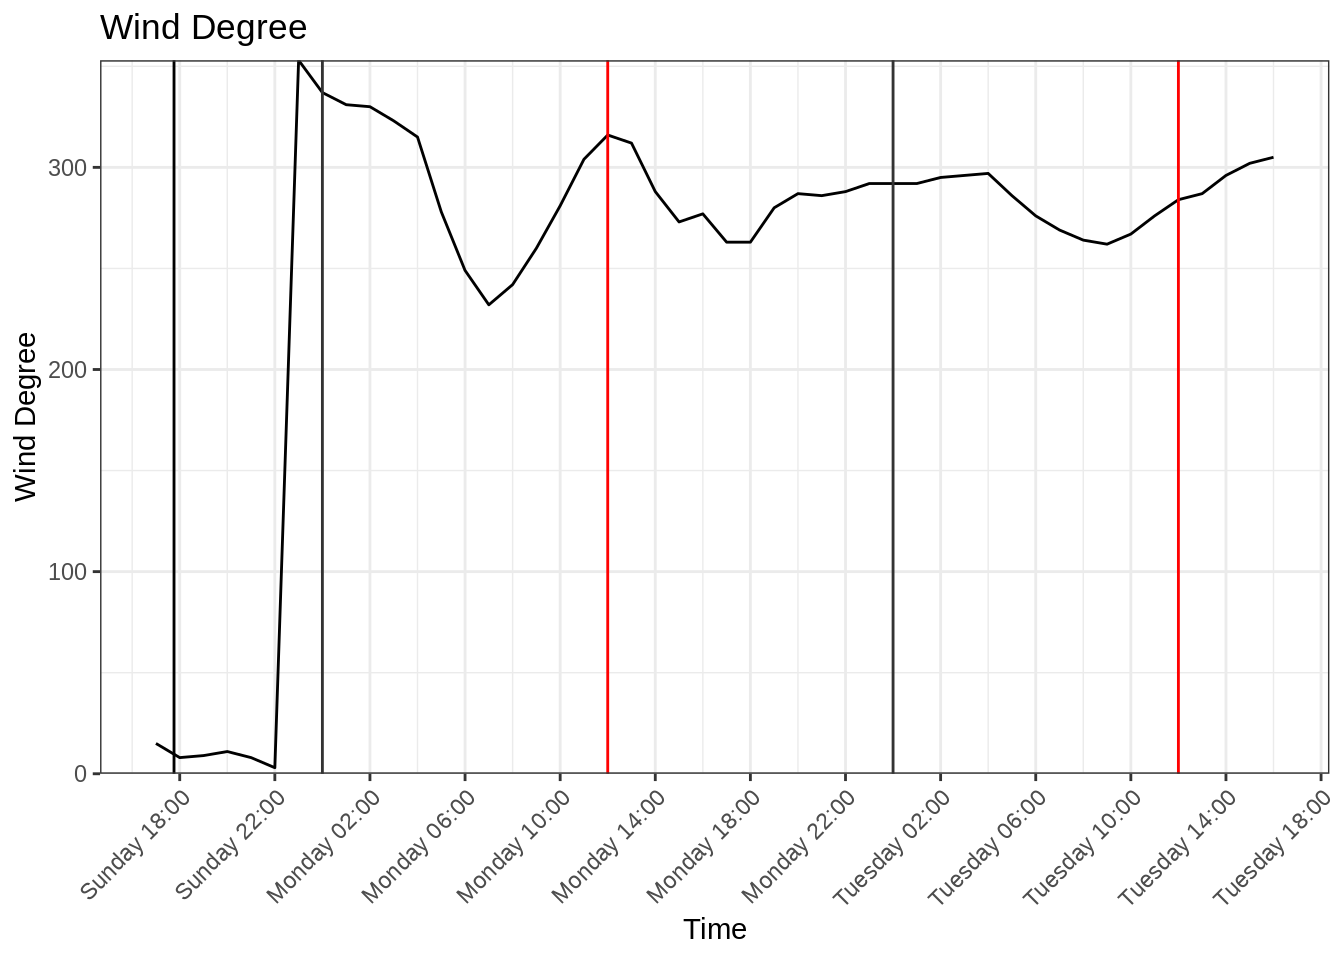 Wind Degree
Wind Degree
300
200
100
0
Sunday 18:00
Sunday 22:00
Monday 02:00
Monday 06:00
Monday 10:00
Monday 14:00
Monday 18:00
Monday 22:00
Tuesday 02:00
Tuesday 06:00
Tuesday 10:00
Tuesday 14:00
Tuesday 18:00
Time